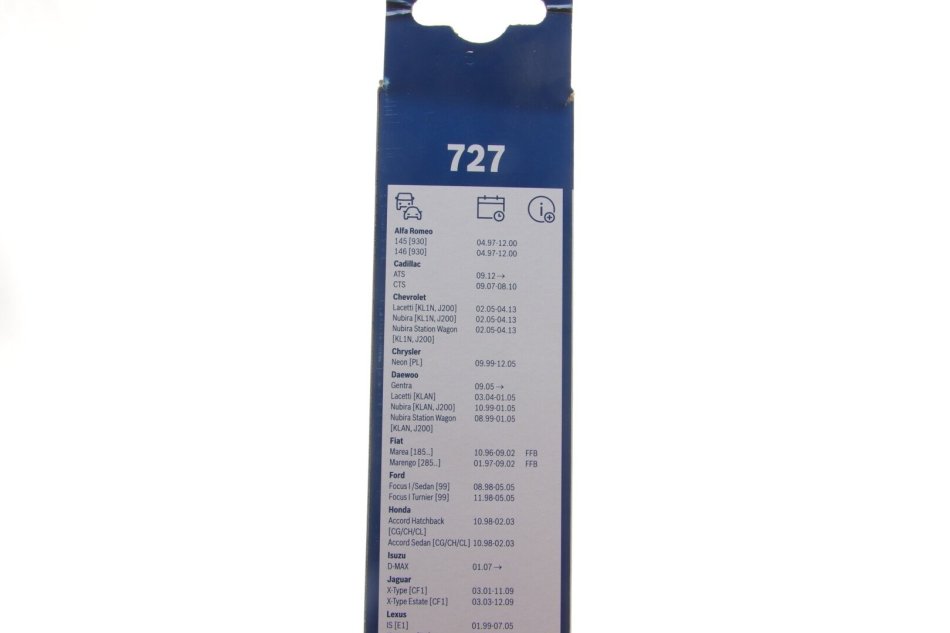 727
Alfa Romeo
145 [930] 04.97-12.00
146 [930] 04.97-12.00
Cadillac
ATS 09.12 →
CTS 09.07-08.10
Chevrolet
Lacetti [KL1N, J200] 02.05-04.13
Nubira [KL1N, J200] 02.05-04.13
Nubira Station Wagon 02.05-04.13
[KL1N, J200]
Chrysler
Neon [PL] 09.99-12.05
Daewoo
Gentra 09.05 →
Lacetti [KLAN] 03.04-01.05
Nubira [KLAN, J200] 10.99-01.05
Nubira Station Wagon 08.99-01.05
[KLAN, J200]
Fiat
Marea [185..] 10.96-09.02 FFB
Marengo [285..] 01.97-09.02 FFB
Ford
Focus I /Sedan [99] 08.98-05.05
Focus I Turnier [99] 11.98-05.05
Honda
Accord Hatchback 10.98-02.03
[CG/CH/CL]
Accord Sedan [CG/CH/CL] 10.98-02.03
Isuzu
D-MAX 01.07 →
Jaguar
X-Type [CF1] 03.01-11.09
X-Type Estate [CF1] 03.03-12.09
Lexus
IS [E1] 01.99-07.05